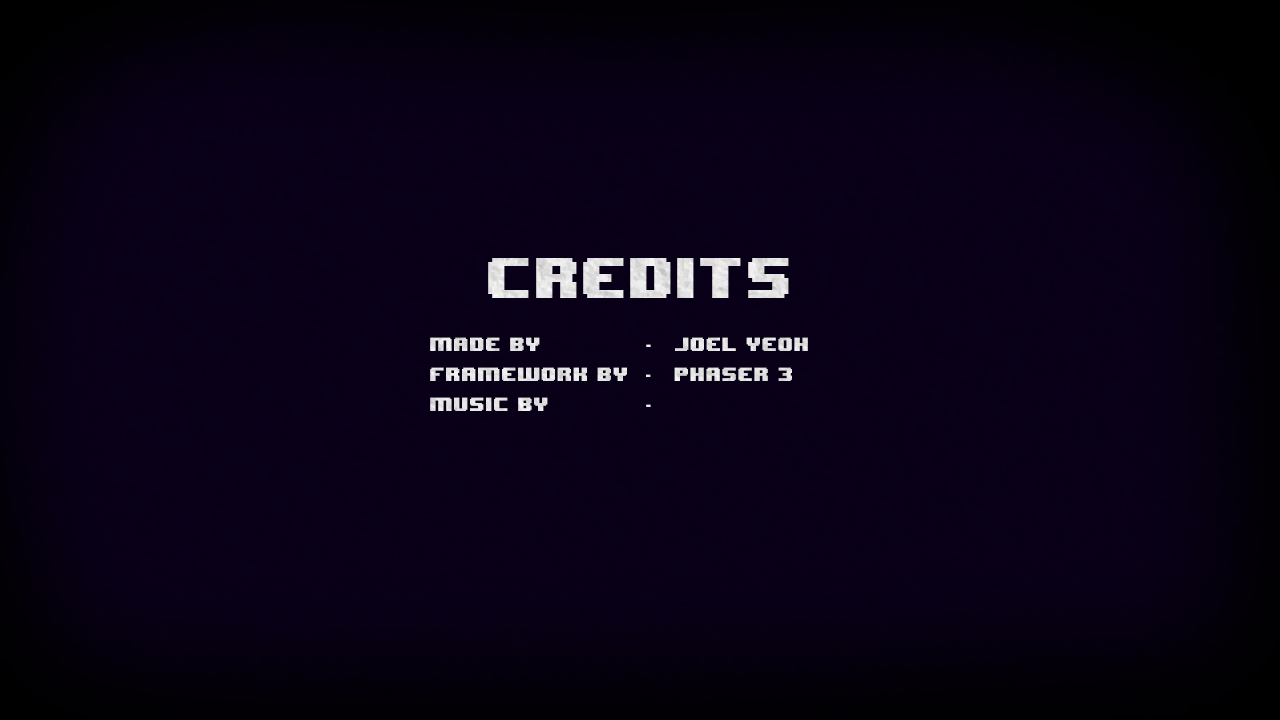 CREDITS
MADE BY - JOEL YEOH
FRAMEWORK BY - PHASER 3
MUSIC BY -